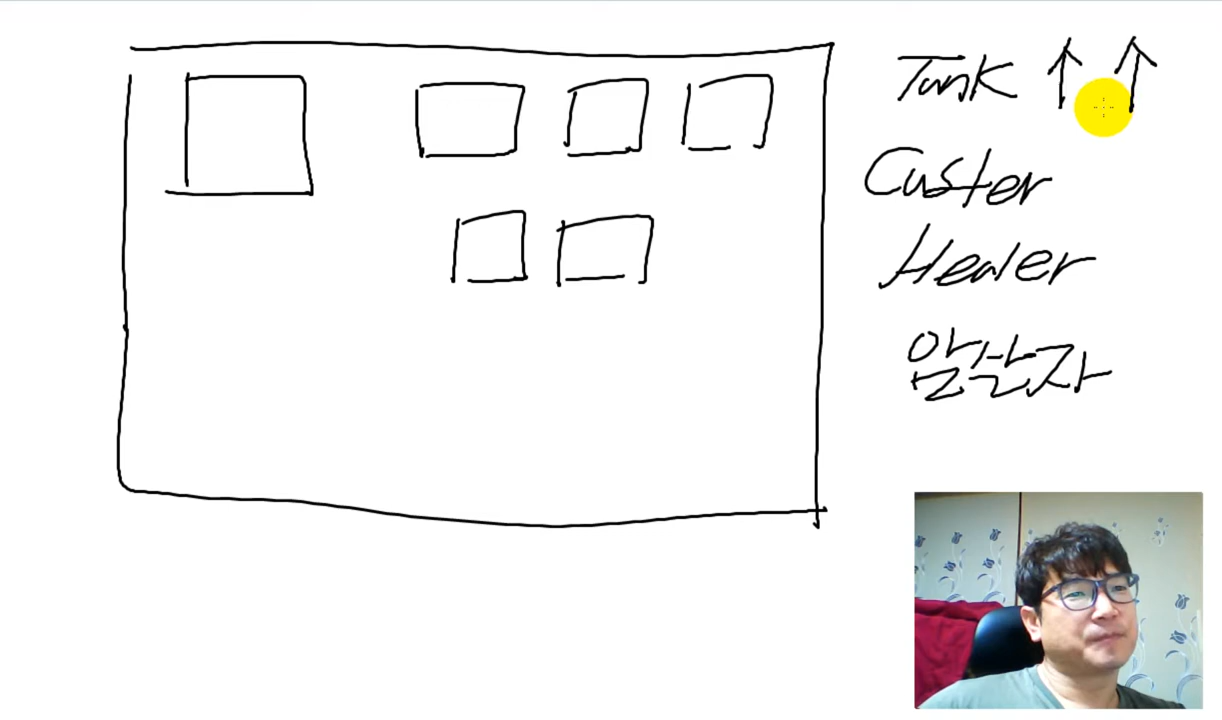 Tank ↑ ↑
Caster
Healer
암살자